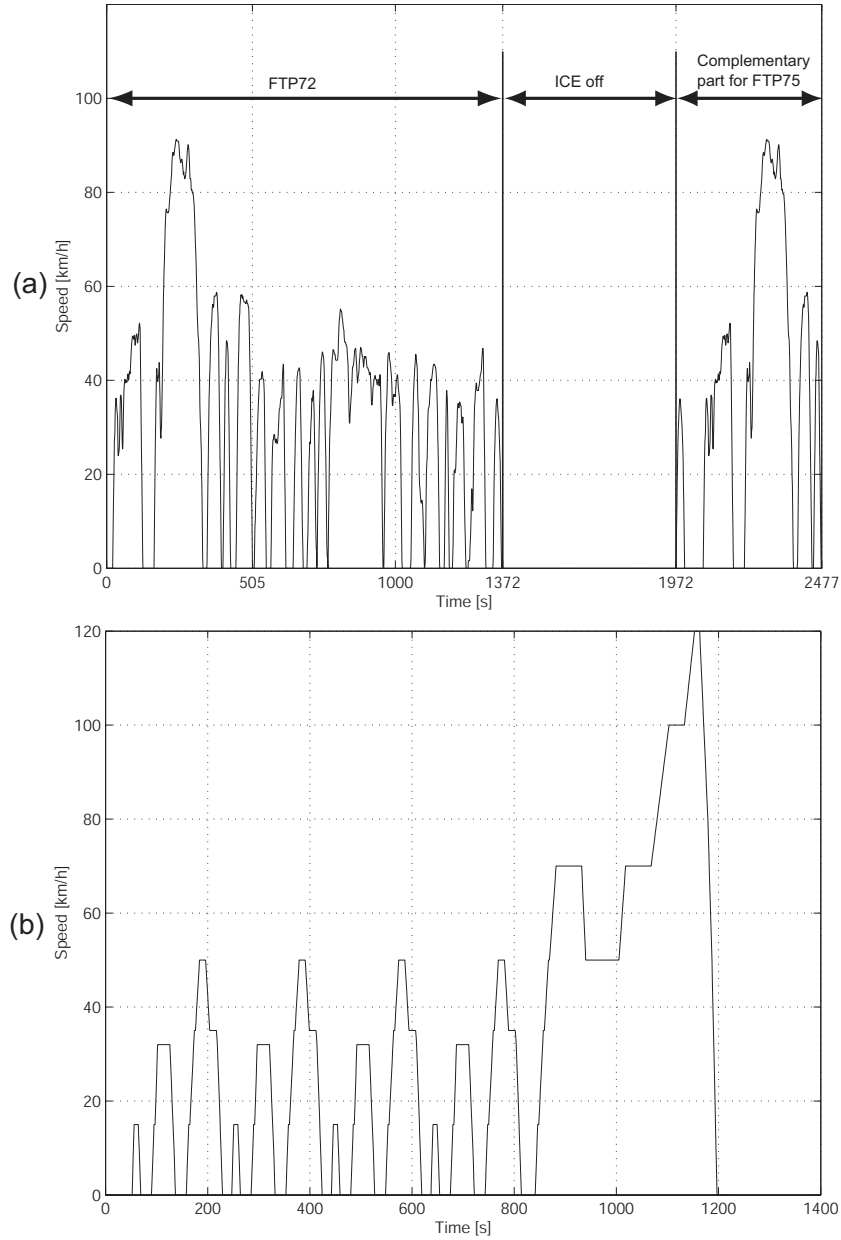 FTP72
ICE off
Complementary
part for FTP75
100
80
60
40
20
0
Speed [km/h]
(a)
0
505
1000
1372
1972
2477
Time [s]
120
100
80
60
40
20
0
Speed [km/h]
(b)
0
200
400
600
800
1000
1200
1400
Time [s]